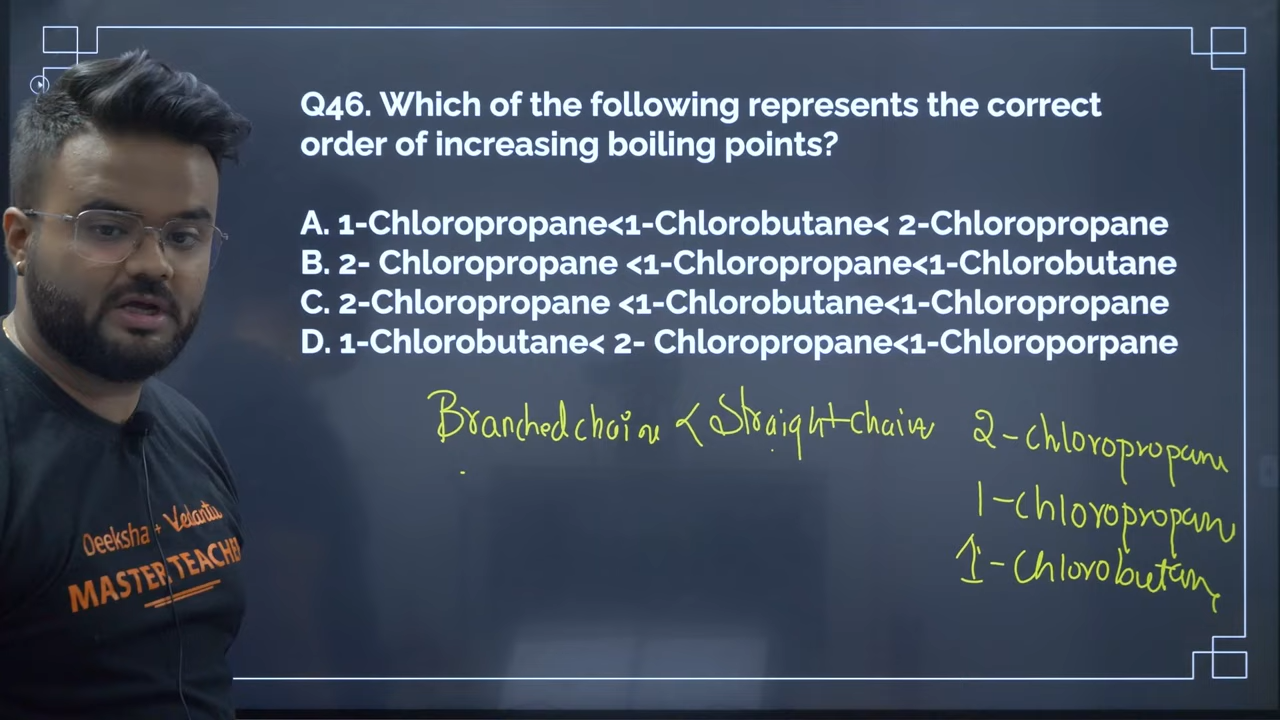 Q46. Which of the following represents the correct
order of increasing boiling points?
A. 1-Chloropropane<1-Chlorobutane< 2-Chloropropane
B. 2- Chloropropane <1-Chloropropane<1-Chlorobutane
C. 2-Chloropropane <1-Chlorobutane<1-Chloropropane
D. 1-Chlorobutane< 2- Chloropropane<1-Chloroporpane
Branched chain < Straight chain
2-chloropropane
1-chloropropane
1-Chlorobutane
Deeksha + Vedantu
MASTER TEACHER